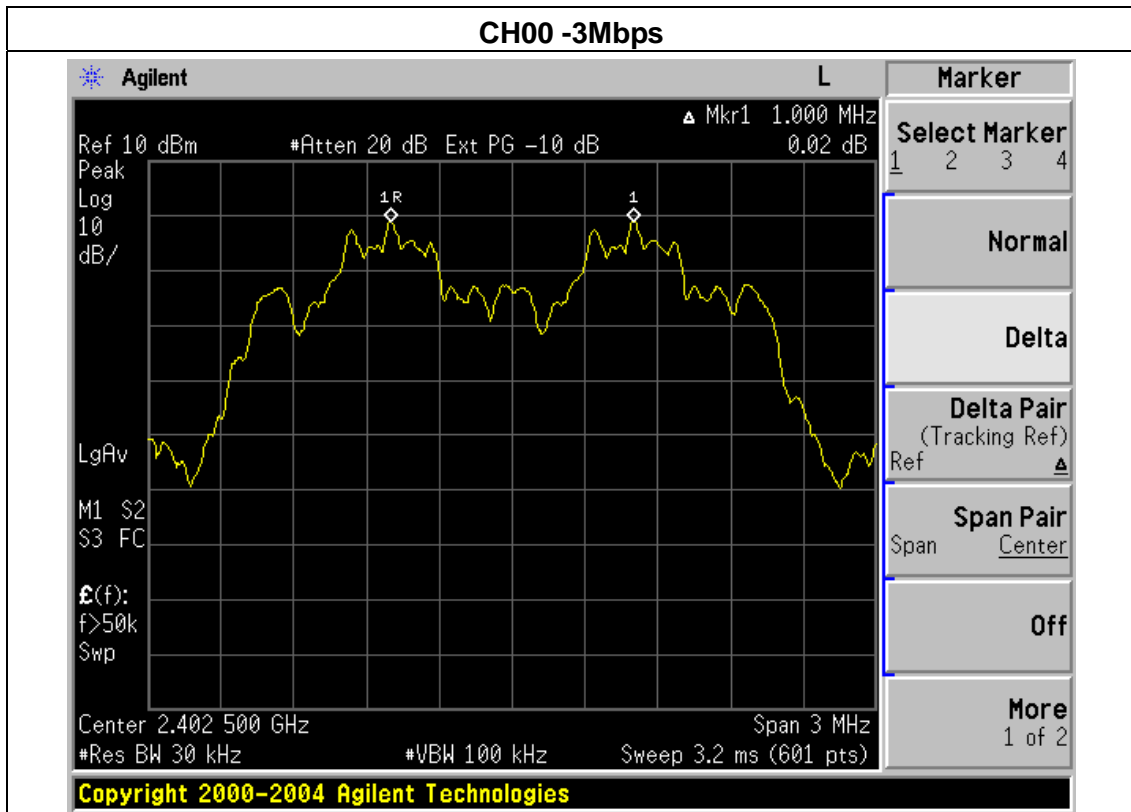 CH00 -3Mbps
Agilent L Marker
Δ Mkr1 1.000 MHz
Ref 10 dBm #Atten 20 dB Ext PG -10 dB 0.02 dB
Peak
Log
10
dB/
1R 1
LgAv
M1 S2
S3 FC
£(f):
f>50k
Swp
Center 2.402 500 GHz Span 3 MHz
#Res BW 30 kHz #VBW 100 kHz Sweep 3.2 ms (601 pts)
Copyright 2000-2004 Agilent Technologies
Select Marker
1 2 3 4
Normal
Delta
Delta Pair
(Tracking Ref)
Ref Δ
Span Pair
Span Center
Off
More
1 of 2